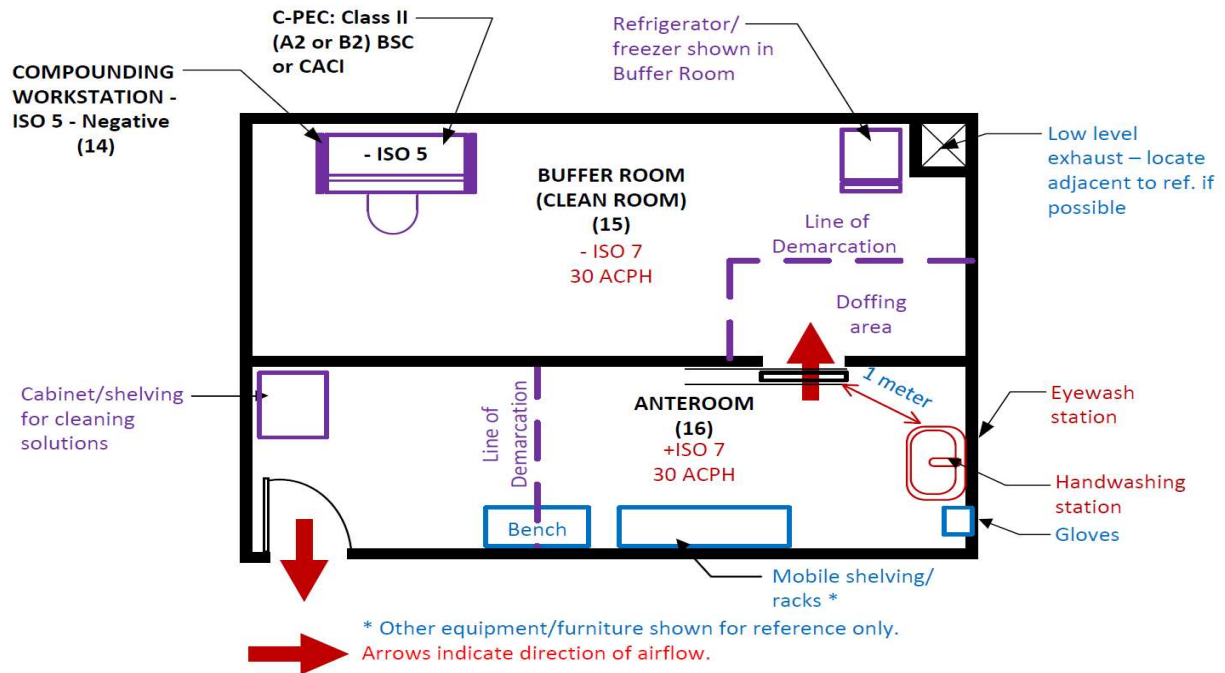 C-PEC: Class II
(A2 or B2) BSC
or CACI
Refrigerator/
freezer shown in
Buffer Room
COMPOUNDING
WORKSTATION -
ISO 5 - Negative
(14)
- ISO 5
BUFFER ROOM
(CLEAN ROOM)
(15)
- ISO 7
30 ACPH
Low level
exhaust – locate
adjacent to ref. if
possible
Line of
Demarcation
Doffing
area
Cabinet/shelving
for cleaning
solutions
Line of
Demarcation
ANTEROOM
(16)
+ISO 7
30 ACPH
1 meter
Eyewash
station
Handwashing
station
Gloves
Bench
Mobile shelving/
racks *
* Other equipment/furniture shown for reference only.
Arrows indicate direction of airflow.